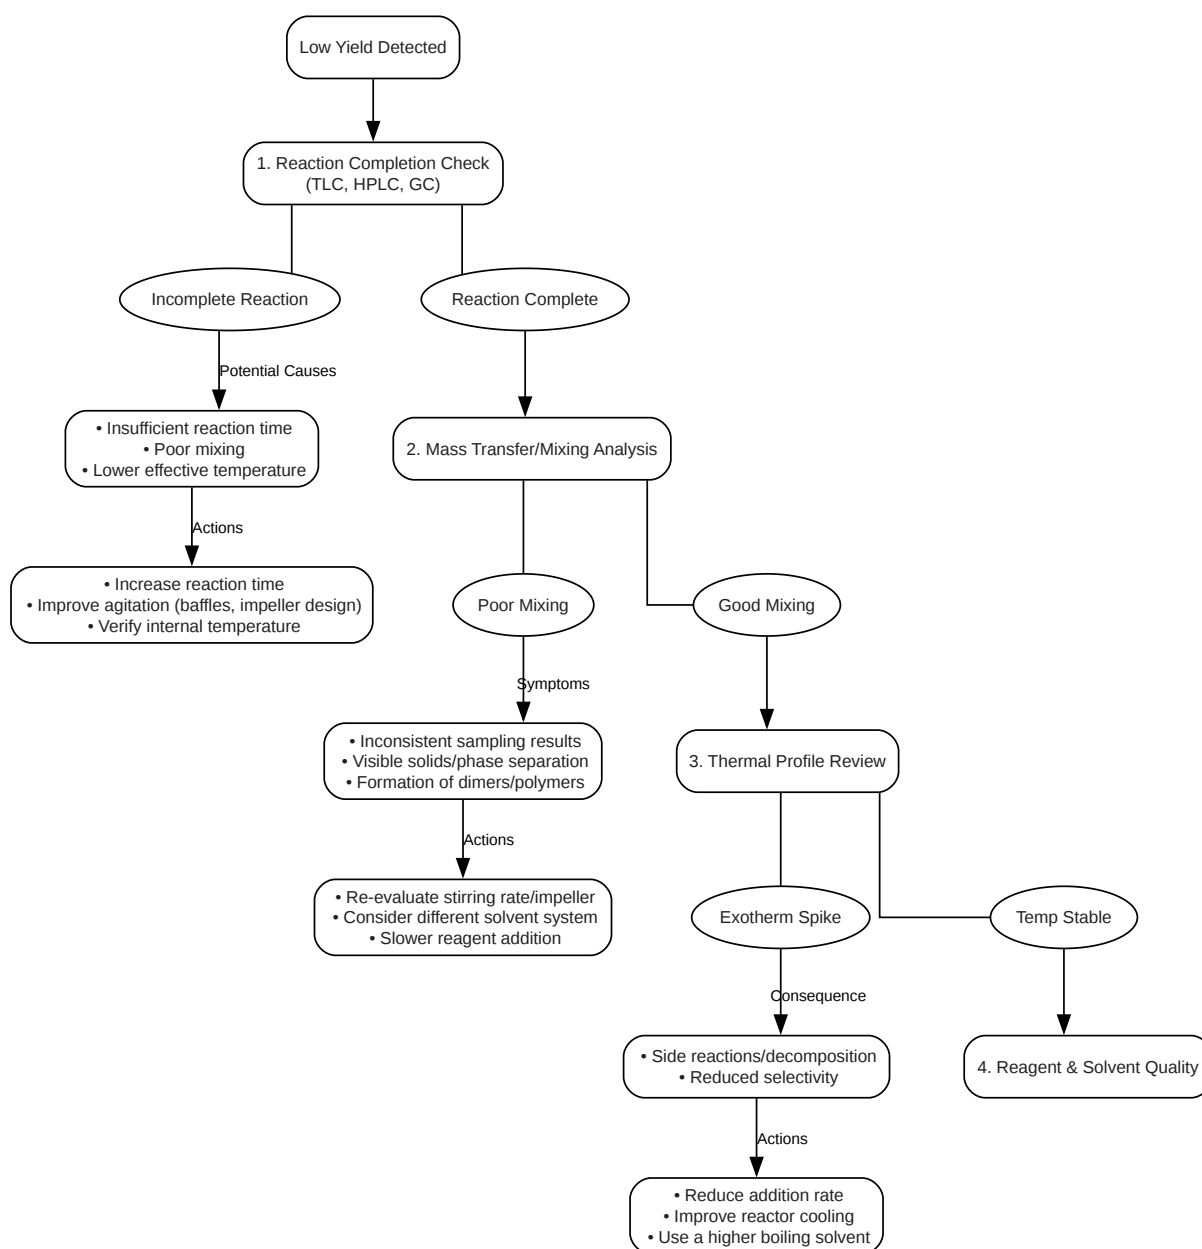 Low Yield Detected
1. Reaction Completion Check
(TLC, HPLC, GC)
Incomplete Reaction
Reaction Complete
Potential Causes
• Insufficient reaction time
• Poor mixing
• Lower effective temperature
2. Mass Transfer/Mixing Analysis
Actions
• Increase reaction time
• Improve agitation (baffles, impeller design)
• Verify internal temperature
Poor Mixing
Good Mixing
Symptoms
• Inconsistent sampling results
• Visible solids/phase separation
• Formation of dimers/polymers
3. Thermal Profile Review
Actions
• Re-evaluate stirring rate/impeller
• Consider different solvent system
• Slower reagent addition
Exotherm Spike
Temp Stable
Consequence
• Side reactions/decomposition
• Reduced selectivity
4. Reagent & Solvent Quality
Actions
• Reduce addition rate
• Improve reactor cooling
• Use a higher boiling solvent